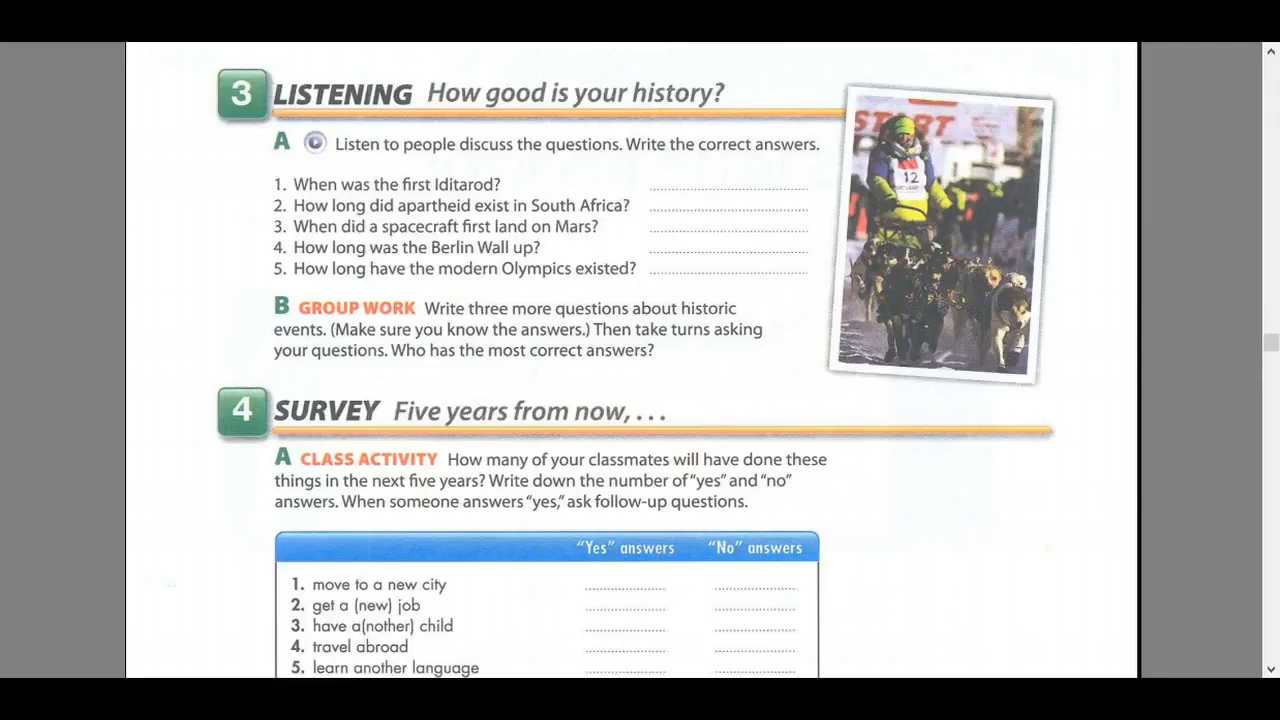 3 LISTENING How good is your history?
START
12
A Listen to people discuss the questions. Write the correct answers.
1. When was the first Iditarod?
2. How long did apartheid exist in South Africa?
3. When did a spacecraft first land on Mars?
4. How long was the Berlin Wall up?
5. How long have the modern Olympics existed?
B GROUP WORK Write three more questions about historic
events. (Make sure you know the answers.) Then take turns asking
your questions. Who has the most correct answers?
4 SURVEY Five years from now, . . .
A CLASS ACTIVITY How many of your classmates will have done these
things in the next five years? Write down the number of “yes” and “no”
answers. When someone answers “yes,” ask follow-up questions.
“Yes” answers “No” answers
1. move to a new city
2. get a (new) job
3. have a(nother) child
4. travel abroad
5. learn another language